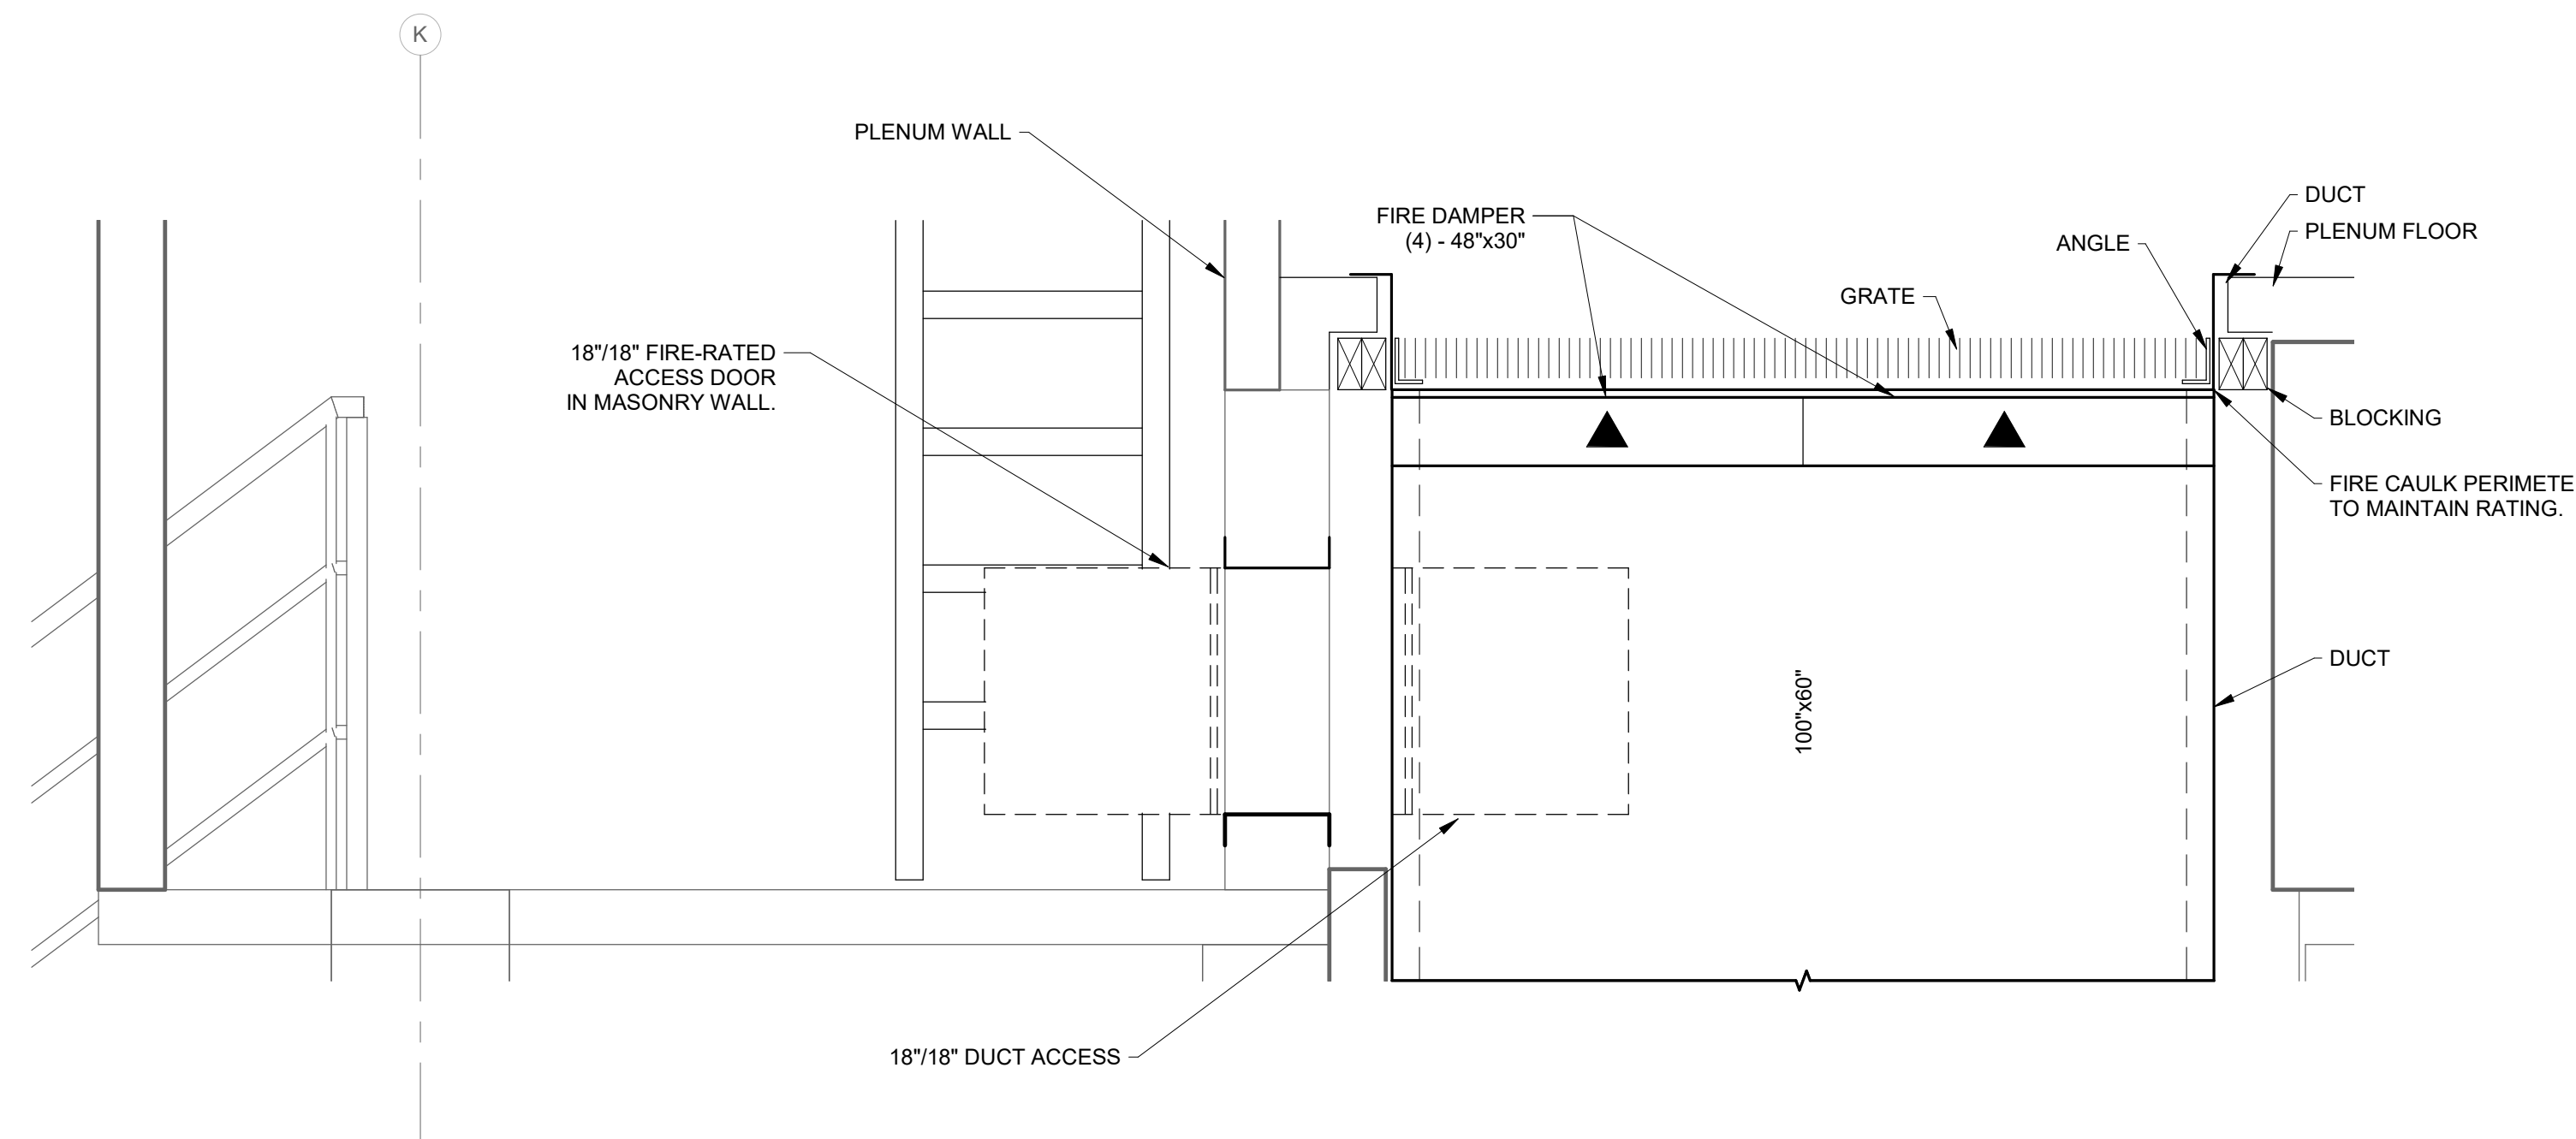 K
PLENUM WALL
FIRE DAMPER
(4) - 48"x30"
DUCT
PLENUM FLOOR
ANGLE
GRATE
18"/18" FIRE-RATED
ACCESS DOOR
IN MASONRY WALL.
BLOCKING
FIRE CAULK PERIMETE
TO MAINTAIN RATING.
DUCT
100"x60"
18"/18" DUCT ACCESS